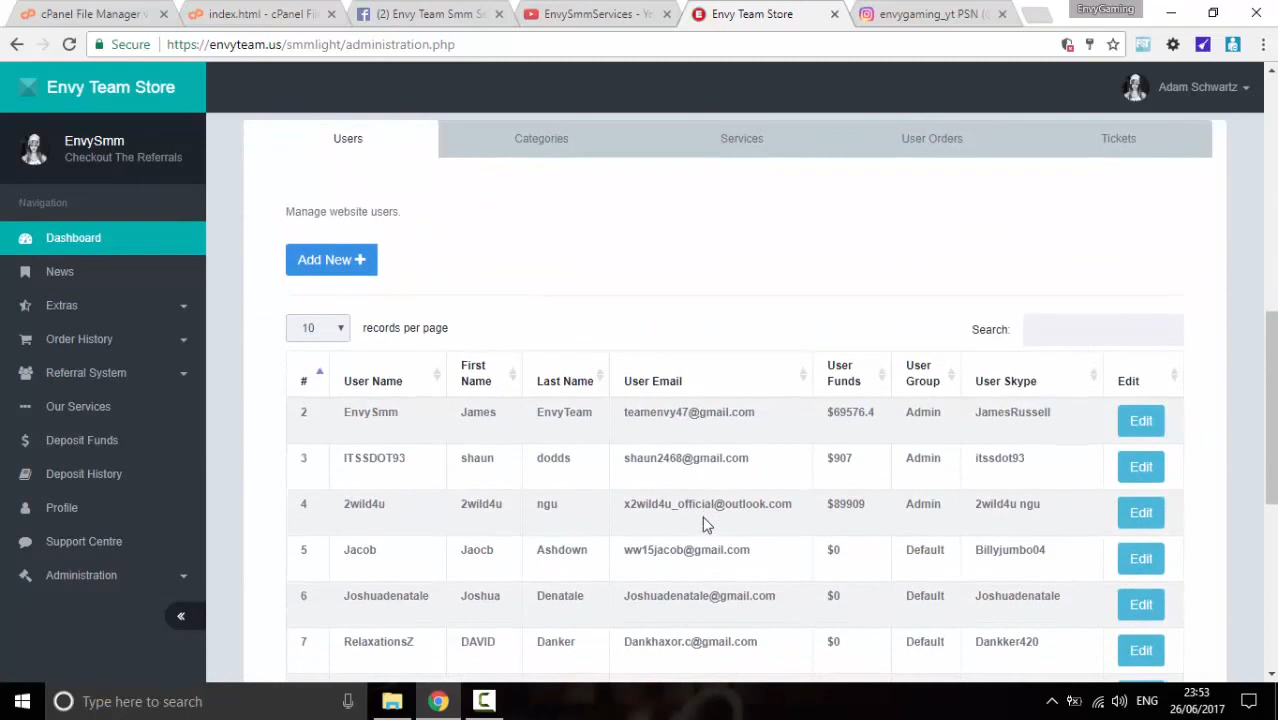 cPanel File Manager v
index.html - cPanel File
(2) Envy Team Smm Se
EnvySmmServices - Yo
Envy Team Store
envygaming_yt PSN (C
EnvyGaming
Secure https://envyteam.us/smmlight/administration.php
Envy Team Store
Adam Schwartz
EnvySmm
Checkout The Referrals
Navigation
Dashboard
News
Extras
Order History
Referral System
Our Services
Deposit Funds
Deposit History
Profile
Support Centre
Administration
Users Categories Services User Orders Tickets
Manage website users.
Add New
10 records per page Search:
# User Name First Name Last Name User Email User Funds User Group User Skype Edit
2 EnvySmm James EnvyTeam teamenvy47@gmail.com $69576.4 Admin JamesRussell Edit
3 ITSSDOT93 shaun dodds shaun2468@gmail.com $907 Admin itssdot93 Edit
4 2wild4u 2wild4u ngu x2wild4u_official@outlook.com $89909 Admin 2wild4u ngu Edit
5 Jacob Jaocb Ashdown ww15jacob@gmail.com $0 Default Billyjumbo04 Edit
6 Joshuadenatale Joshua Denatale Joshuadenatale@gmail.com $0 Default Joshuadenatale Edit
7 RelaxationsZ DAVID Danker Dankhaxor.c@gmail.com $0 Default Dankker420 Edit
Type here to search
ENG
23:53
26/06/2017